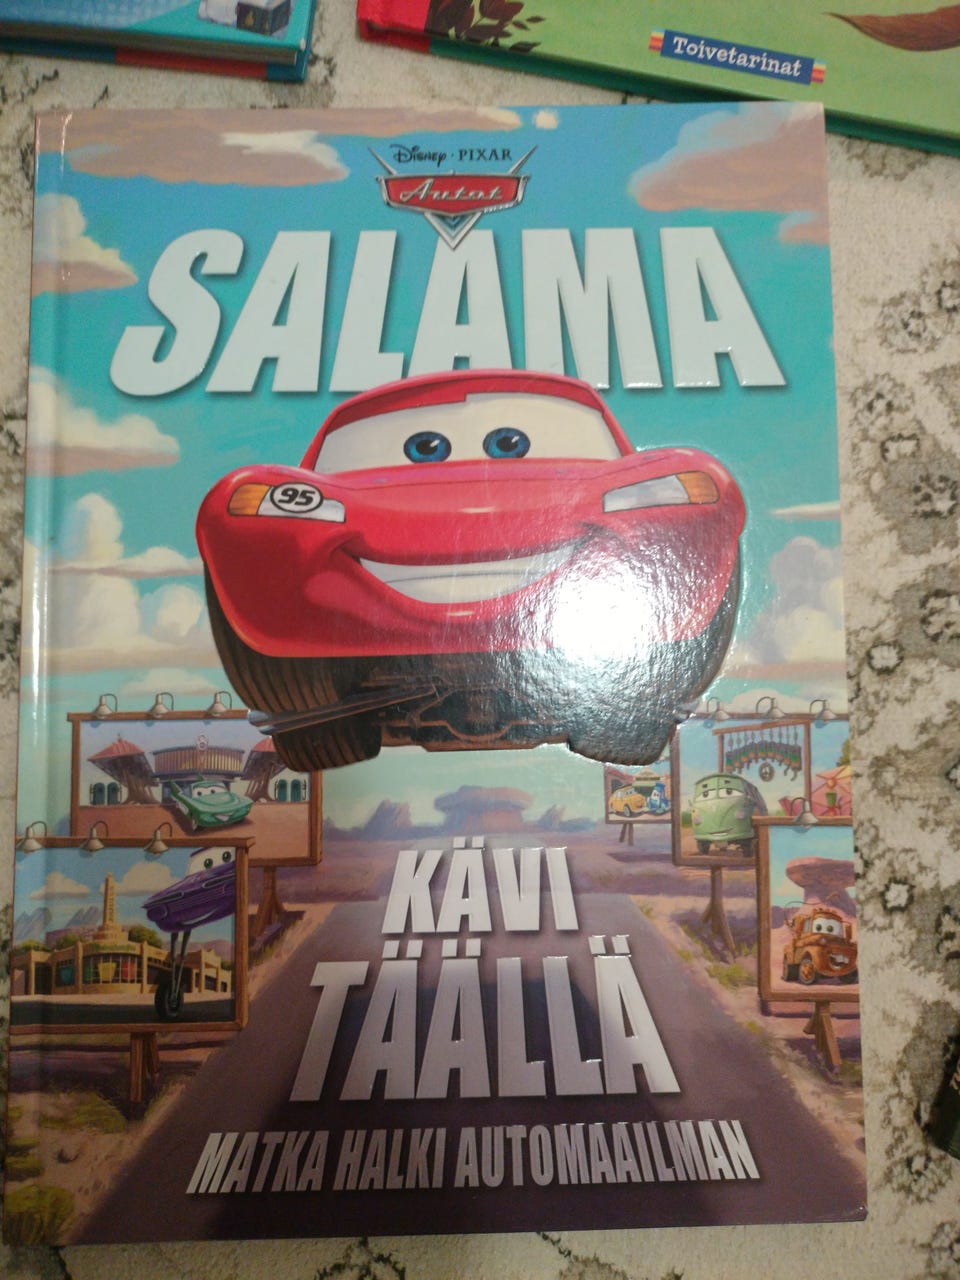 Toivetarinat
Disney · PIXAR
Autot
SALAMA
95
KÄVI
TÄÄLLÄ
MATKA HALKI AUTOMAAILMAN